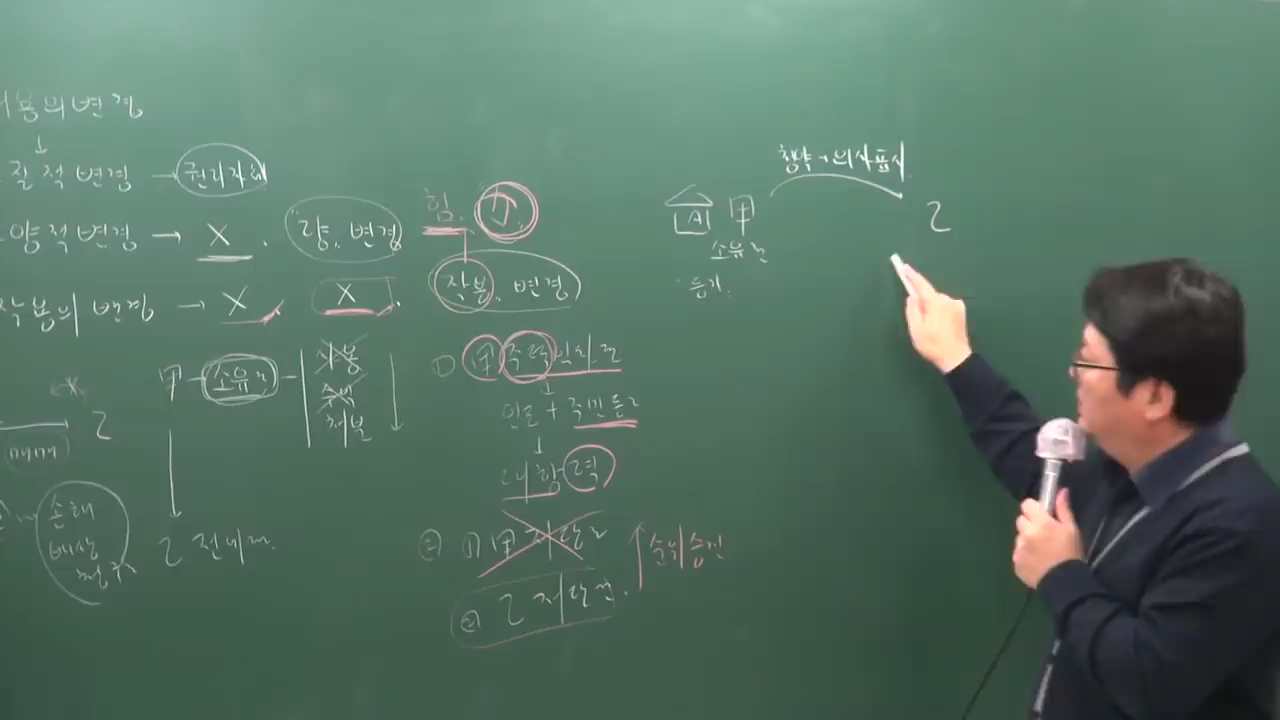 용의 변경
↓
질적 변경 → 권리자체
양적 변경 → X. "량" 변경
작용의 변경 → X X.
힘.
작용 변경
甲 - 소유권 - 사용
수익
처분
乙
매매
손해
배상
청구
乙 전세권
① 甲 주택 임차권
인도 + 주민등록
↓
대항력
② ① 甲 저당권
② 乙 저당권.
순위승진
청약 → 의사표시
A 甲 乙
소유권
등기.